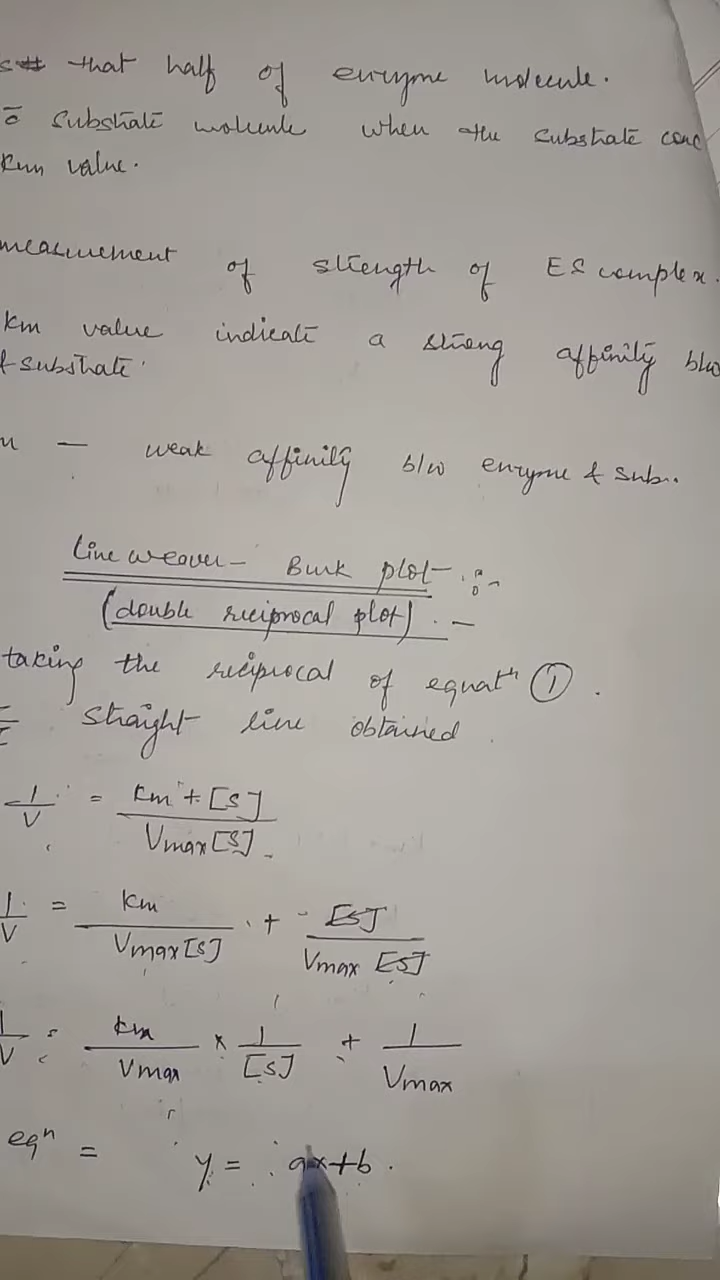 that half of enzyme molecule.
c̄ substrate molecule when the substrate conc
km value.
measurement of strength of ES complex.
km value indicate a strong affinity b/w
& substrate.
— weak affinity b/w enzyme & sub..
Line weaver – Burk plot – :-
(double reciprocal plot). –
taking the reciprocal of equatⁿ ①.
straight line obtained.
1/V = km + [S] / Vmax [S]
1/V = km / Vmax [S] + [S] / Vmax [S]
1/V = km / Vmax × 1/[S] + 1/Vmax
eqⁿ = y = ax+b.